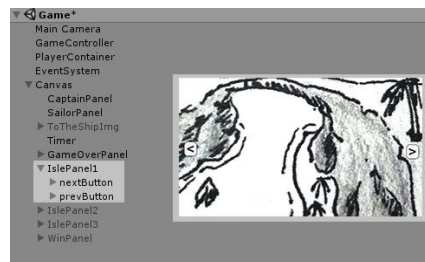 Game*
Main Camera
GameController
PlayerContainer
EventSystem
Canvas
CaptainPanel
SailorPanel
ToTheShipImg
Timer
GameOverPanel
IslePanel1
nextButton
prevButton
IslePanel2
IslePanel3
WinPanel
<
>